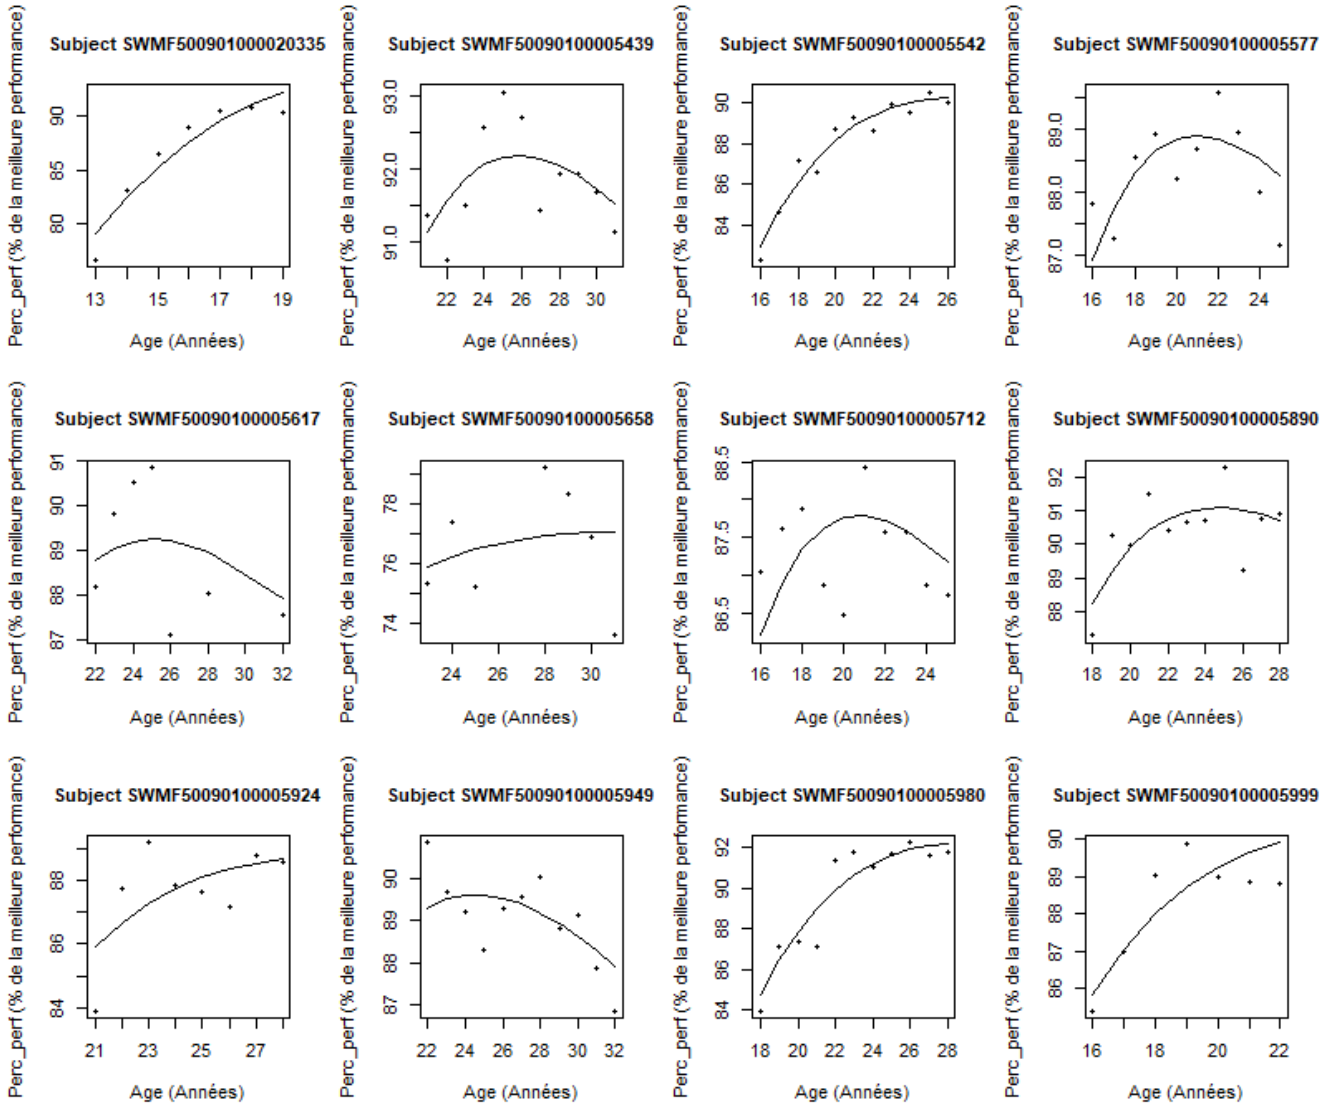 Subject SWMF500901000020335
Perc_perf (% de la meilleure performance)
90
85
80
13 15 17 19
Age (Années)
Subject SWMF50090100005439
Perc_perf (% de la meilleure performance)
93.0
92.0
91.0
22 24 26 28 30
Age (Années)
Subject SWMF50090100005542
Perc_perf (% de la meilleure performance)
90
88
86
84
16 18 20 22 24 26
Age (Années)
Subject SWMF50090100005577
Perc_perf (% de la meilleure performance)
89.0
88.0
87.0
16 18 20 22 24
Age (Années)
Subject SWMF50090100005617
Perc_perf (% de la meilleure performance)
91
90
89
88
87
22 24 26 28 30 32
Age (Années)
Subject SWMF50090100005658
Perc_perf (% de la meilleure performance)
78
76
74
24 26 28 30
Age (Années)
Subject SWMF50090100005712
Perc_perf (% de la meilleure performance)
88.5
87.5
86.5
16 18 20 22 24
Age (Années)
Subject SWMF50090100005890
Perc_perf (% de la meilleure performance)
92
91
90
89
88
18 20 22 24 26 28
Age (Années)
Subject SWMF50090100005924
Perc_perf (% de la meilleure performance)
88
86
84
21 23 25 27
Age (Années)
Subject SWMF50090100005949
Perc_perf (% de la meilleure performance)
90
89
88
87
22 24 26 28 30 32
Age (Années)
Subject SWMF50090100005980
Perc_perf (% de la meilleure performance)
92
90
88
86
84
18 20 22 24 26 28
Age (Années)
Subject SWMF50090100005999
Perc_perf (% de la meilleure performance)
90
89
88
87
86
16 18 20 22
Age (Années)